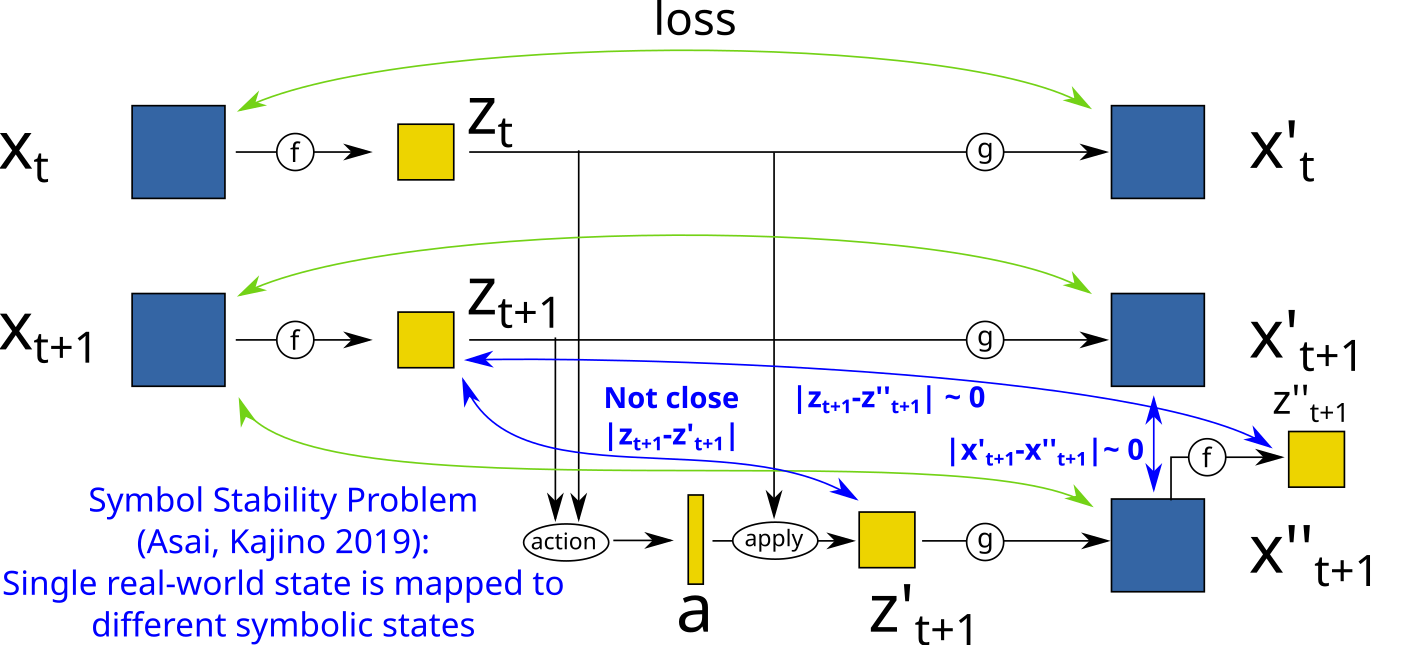 loss
x_t
f
z_t
g
x'_t
x_{t+1}
f
z_{t+1}
g
x'_{t+1}
Not close
|z_{t+1}-z'_{t+1}|
|z_{t+1}-z''_{t+1}| ~ 0
z''_{t+1}
|x'_{t+1}-x''_{t+1}|~ 0
f
Symbol Stability Problem
(Asai, Kajino 2019):
Single real-world state is mapped to
different symbolic states
action
a
apply
z'_{t+1}
g
x''_{t+1}